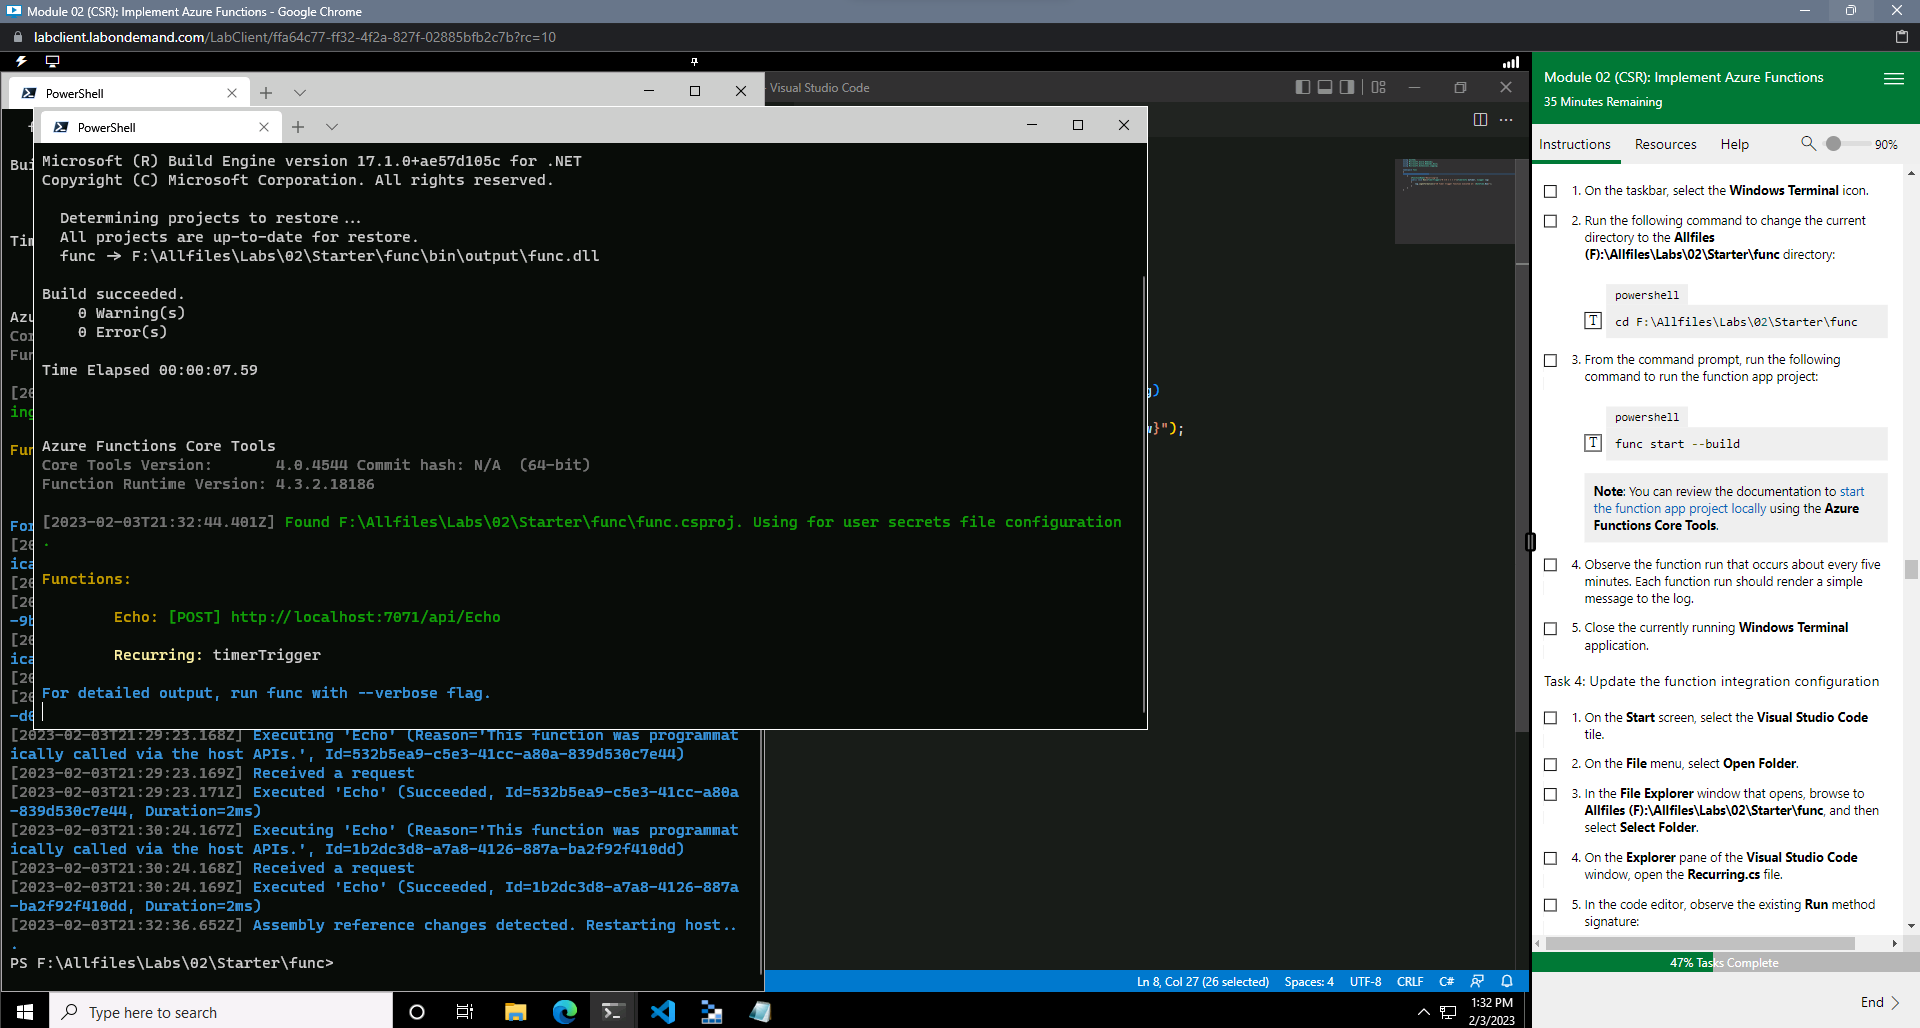 Module 02 (CSR): Implement Azure Functions - Google Chrome
labclient.labondemand.com/LabClient/ffa64c77-ff32-4f2a-827f-02885bfb2c7b?rc=10
PowerShell
Visual Studio Code
PowerShell
Microsoft (R) Build Engine version 17.1.0+ae57d105c for .NET
Copyright (C) Microsoft Corporation. All rights reserved.
Determining projects to restore...
All projects are up-to-date for restore.
func -> F:\Allfiles\Labs\02\Starter\func\bin\output\func.dll
Build succeeded.
0 Warning(s)
0 Error(s)
Time Elapsed 00:00:07.59
Azure Functions Core Tools
Core Tools Version:       4.0.4544 Commit hash: N/A  (64-bit)
Function Runtime Version: 4.3.2.18186
[2023-02-03T21:32:44.401Z] Found F:\Allfiles\Labs\02\Starter\func\func.csproj. Using for user secrets file configuration
.
Functions:
Echo: [POST] http://localhost:7071/api/Echo
Recurring: timerTrigger
For detailed output, run func with --verbose flag.
[2023-02-03T21:29:23.168Z] Executing 'Echo' (Reason='This function was programmat
ically called via the host APIs.', Id=532b5ea9-c5e3-41cc-a80a-839d530c7e44)
[2023-02-03T21:29:23.169Z] Received a request
[2023-02-03T21:29:23.171Z] Executed 'Echo' (Succeeded, Id=532b5ea9-c5e3-41cc-a80a
-839d530c7e44, Duration=2ms)
[2023-02-03T21:30:24.167Z] Executing 'Echo' (Reason='This function was programmat
ically called via the host APIs.', Id=1b2dc3d8-a7a8-4126-887a-ba2f92f410dd)
[2023-02-03T21:30:24.168Z] Received a request
[2023-02-03T21:30:24.169Z] Executed 'Echo' (Succeeded, Id=1b2dc3d8-a7a8-4126-887a
-ba2f92f410dd, Duration=2ms)
[2023-02-03T21:32:36.652Z] Assembly reference changes detected. Restarting host..
.
PS F:\Allfiles\Labs\02\Starter\func>
}");
Ln 8, Col 27 (26 selected)
Spaces: 4
UTF-8
CRLF
C#
Type here to search
1:32 PM
2/3/2023
Module 02 (CSR): Implement Azure Functions
35 Minutes Remaining
Instructions
Resources
Help
90%
1. On the taskbar, select the Windows Terminal icon.
2. Run the following command to change the current
directory to the Allfiles
(F):\Allfiles\Labs\02\Starter\func directory:
powershell
T
cd F:\Allfiles\Labs\02\Starter\func
3. From the command prompt, run the following
command to run the function app project:
powershell
T
func start --build
Note: You can review the documentation to start
the function app project locally using the Azure
Functions Core Tools.
4. Observe the function run that occurs about every five
minutes. Each function run should render a simple
message to the log.
5. Close the currently running Windows Terminal
application.
Task 4: Update the function integration configuration
1. On the Start screen, select the Visual Studio Code
tile.
2. On the File menu, select Open Folder.
3. In the File Explorer window that opens, browse to
Allfiles (F):\Allfiles\Labs\02\Starter\func, and then
select Select Folder.
4. On the Explorer pane of the Visual Studio Code
window, open the Recurring.cs file.
5. In the code editor, observe the existing Run method
signature:
47% Tasks Complete
End